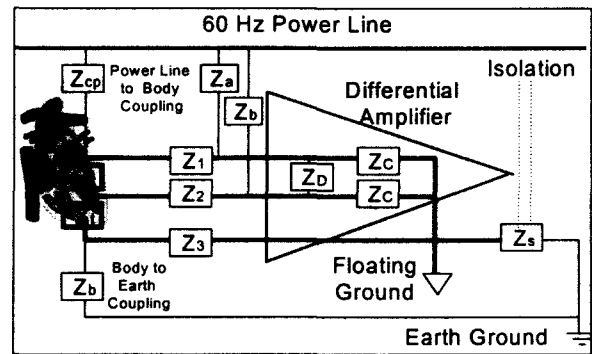 60 Hz Power Line
Zcp
Power Line
to Body
Coupling
Za
Zb
Isolation
Differential
Amplifier
Z1
ZC
ZD
Z2
ZC
Z3
Zs
Floating
Ground
Body to
Earth
Coupling
Zb
Earth Ground